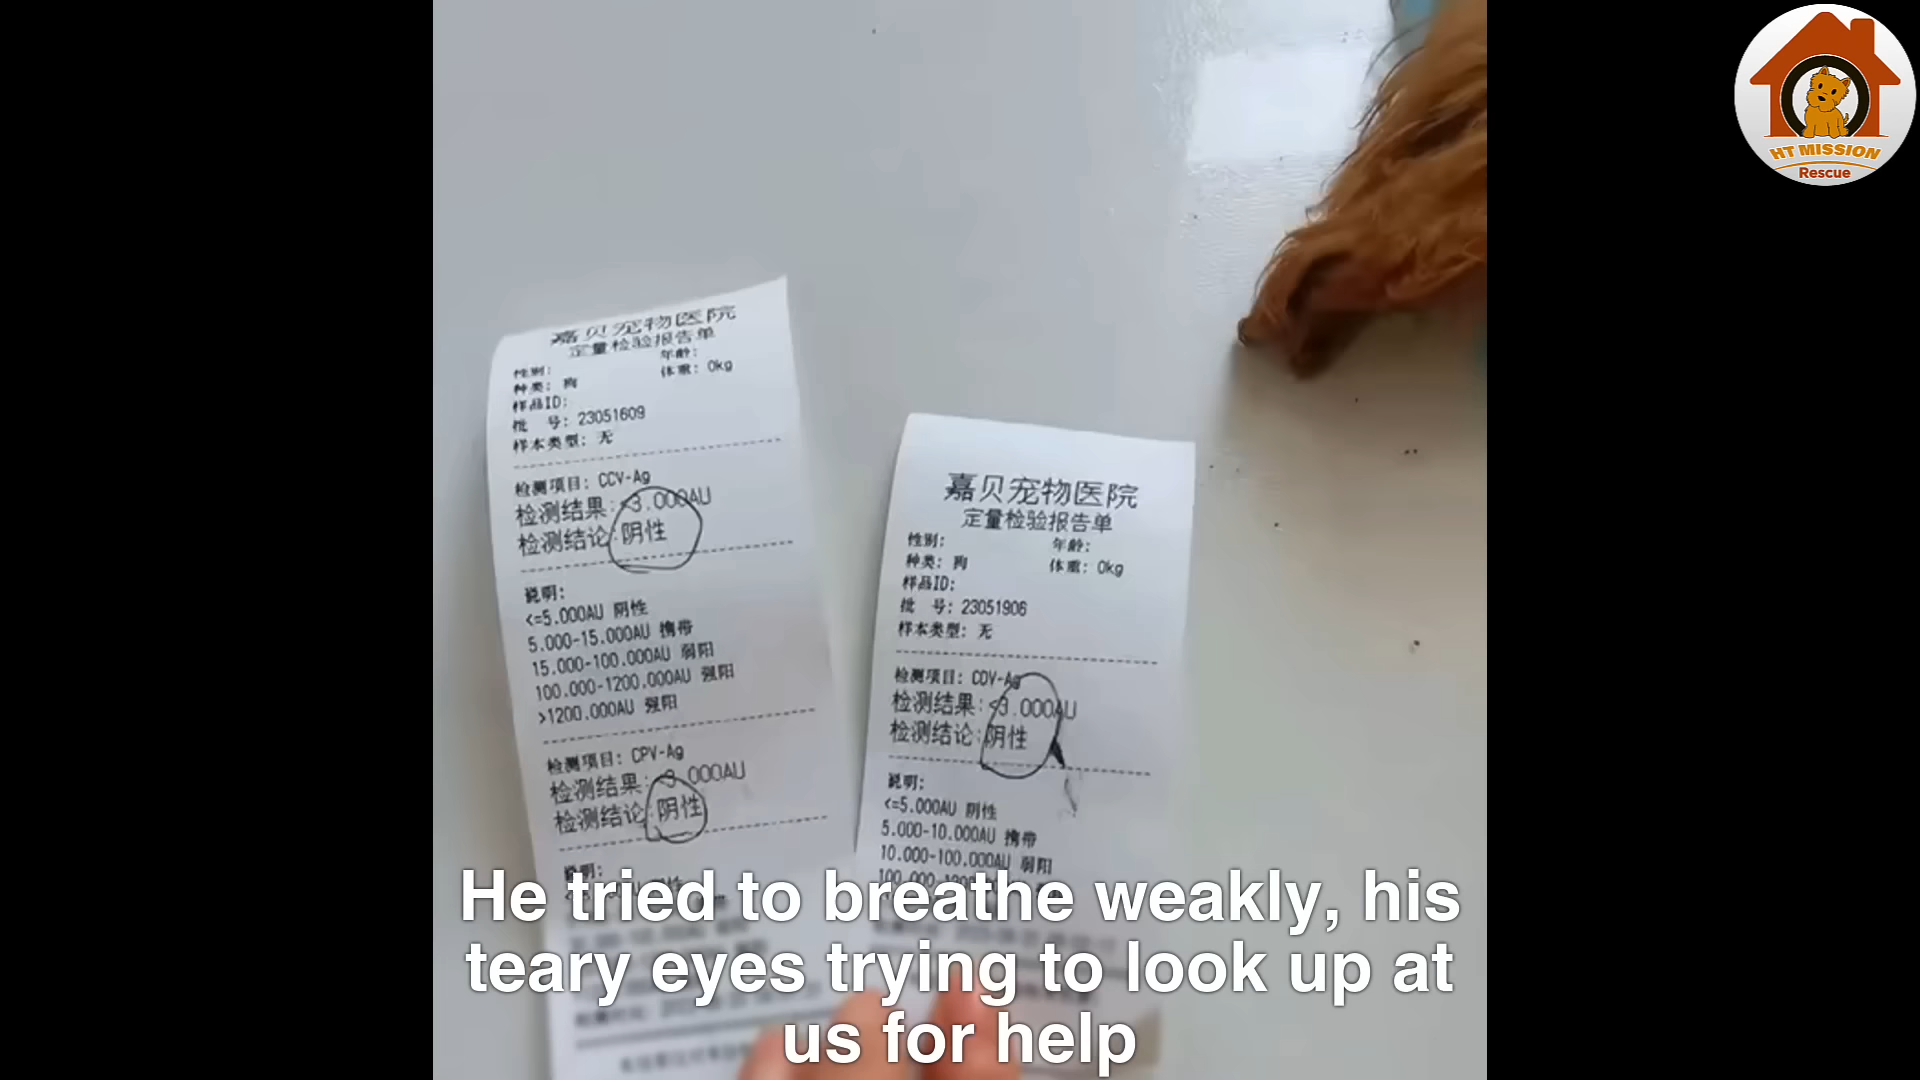 HT MISSION
Rescue
嘉贝宠物医院
定量检验报告单
性别: 年龄:
种类: 狗 体重: 0kg
样品ID:
批 号: 23051609
样本类型: 无
检测项目: CCV-Ag
检测结果: <3.000AU
检测结论: 阴性
说明:
<=5.000AU 阴性
5.000-15.000AU 携带
15.000-100.000AU 弱阳
100.000-1200.000AU 强阳
>1200.000AU 强阳
检测项目: CPV-Ag
检测结果: <3.000AU
检测结论: 阴性
说明:
嘉贝宠物医院
定量检验报告单
性别: 年龄:
种类: 狗 体重: 0kg
样品ID:
批 号: 23051906
样本类型: 无
检测项目: CDV-Ag
检测结果: <3.000AU
检测结论: 阴性
说明:
<=5.000AU 阴性
5.000-10.000AU 携带
10.000-100.000AU 弱阳
He tried to breathe weakly, his
teary eyes trying to look up at
us for help